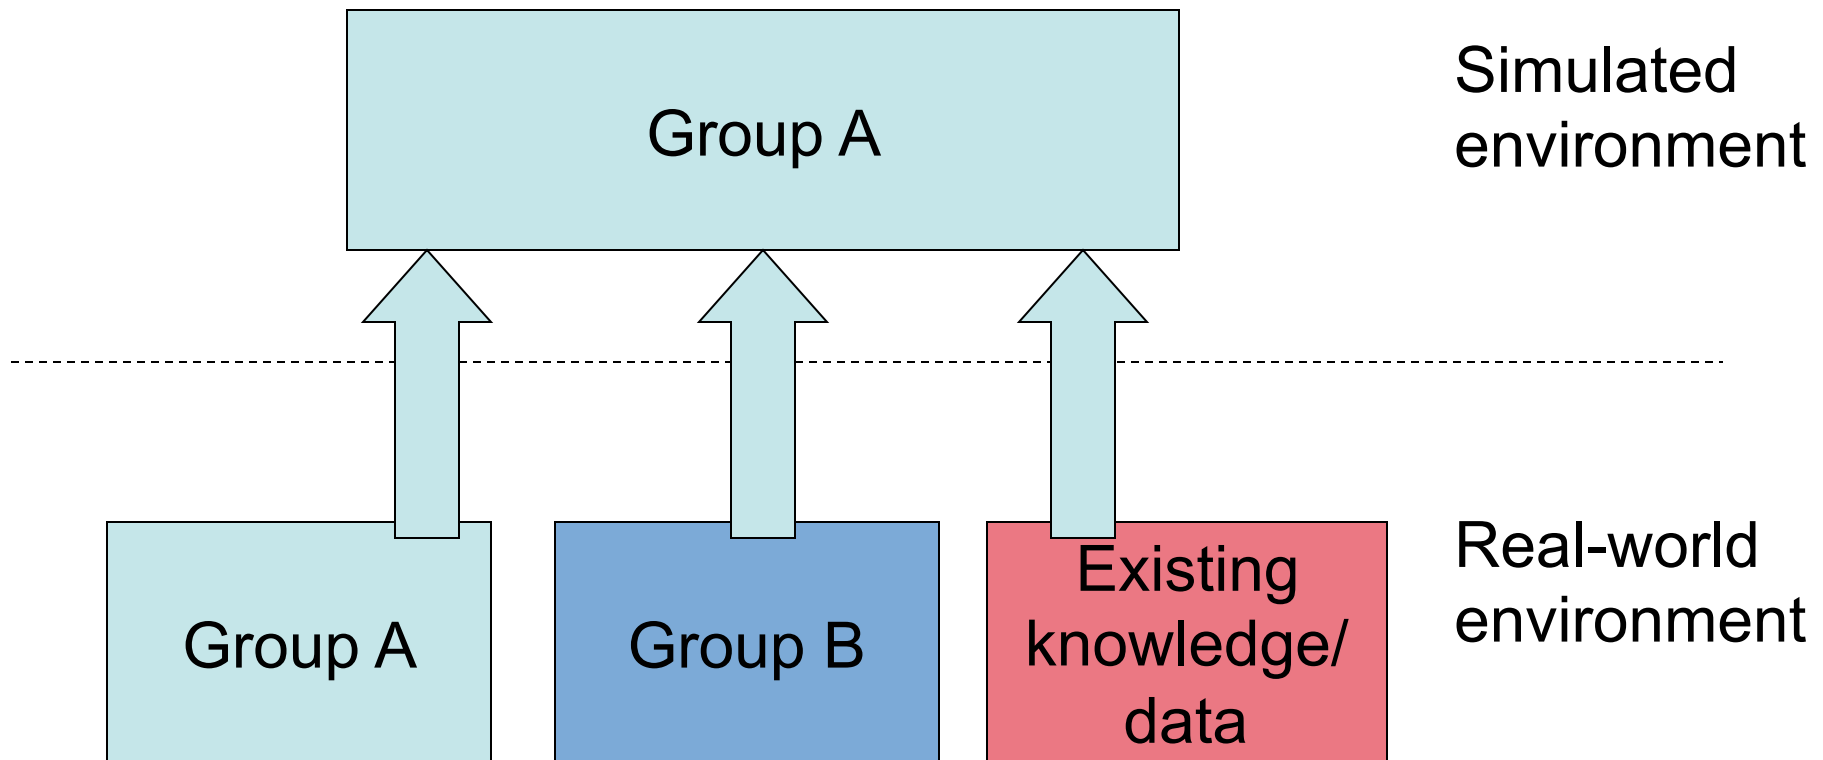 Group A
Simulated
environment
Group A
Group B
Existing
knowledge/
data
Real-world
environment